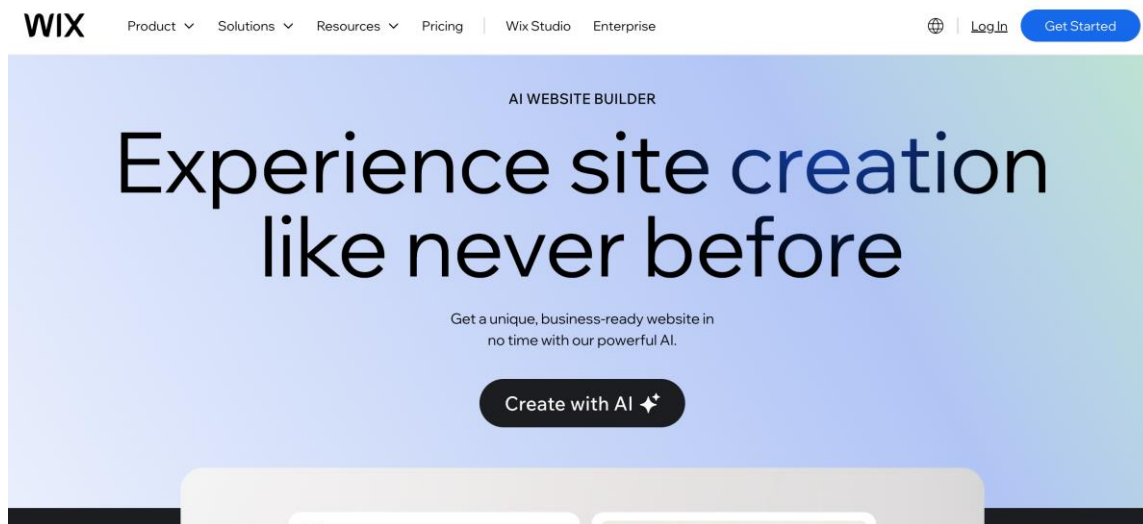 WIX Product Solutions Resources Pricing Wix Studio Enterprise Log In Get Started
AI WEBSITE BUILDER
Experience site creation
like never before
Get a unique, business-ready website in
no time with our powerful AI.
Create with AI